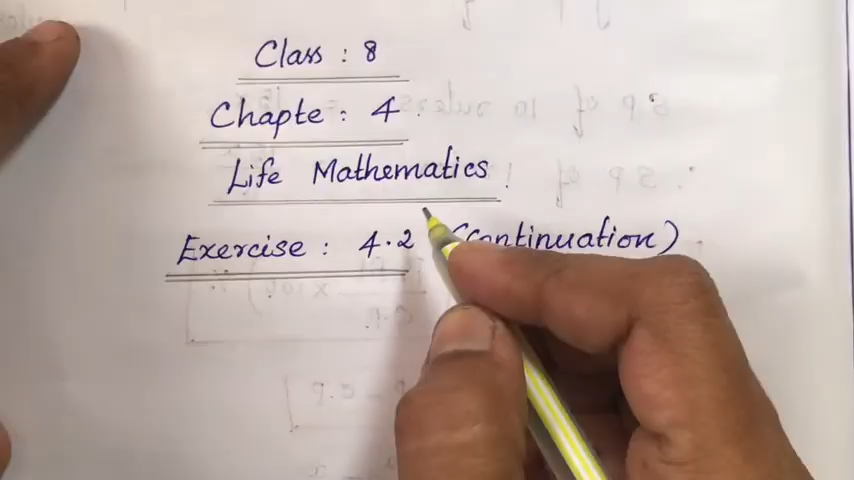 Class : 8
Chapte : 4
Life Mathematics
Exercise : 4.2 (Continuation)